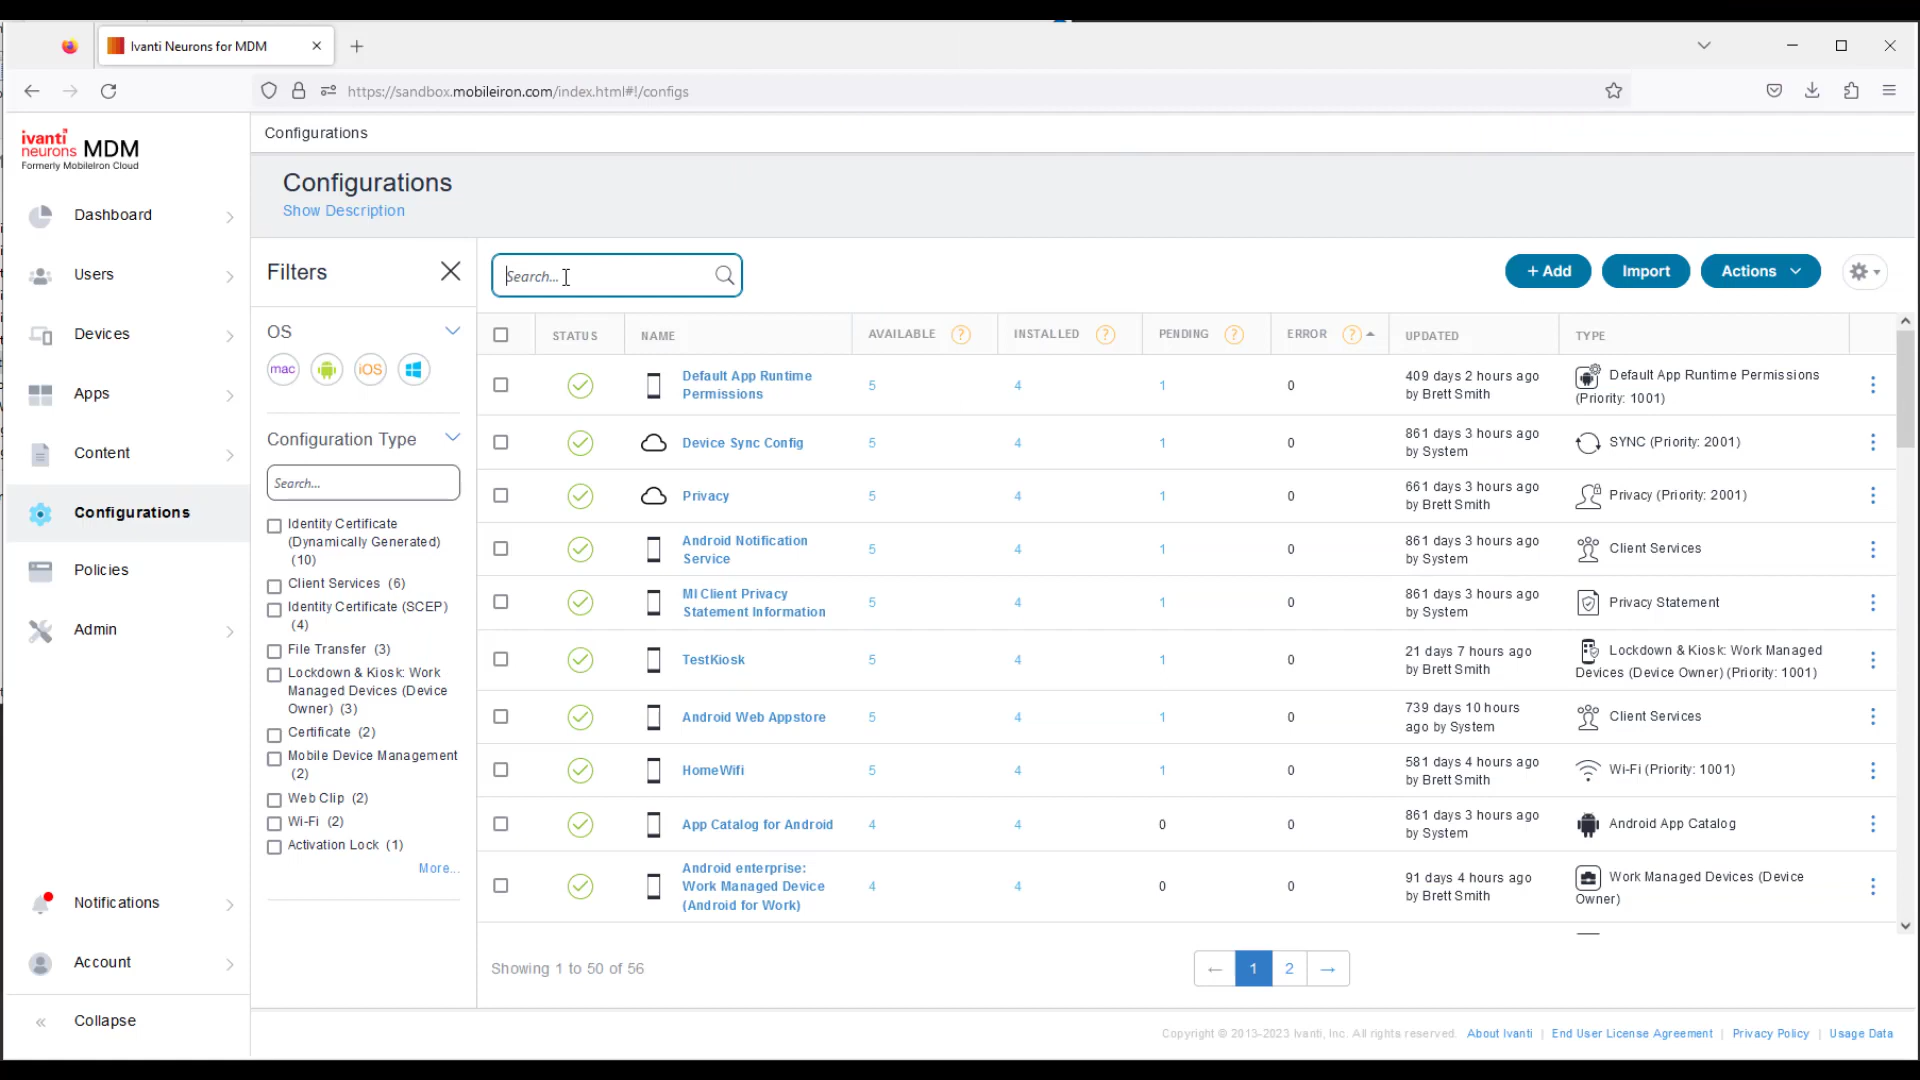 Ivanti Neurons for MDM
https://sandbox.mobileiron.com/index.html#!/configs
ivanti
neurons MDM
Formerly MobileIron Cloud
Dashboard
Users
Devices
Apps
Content
Configurations
Policies
Admin
Notifications
Account
Collapse
Configurations
Configurations
Show Description
Filters
OS
mac
iOS
Configuration Type
Search...
Identity Certificate
(Dynamically Generated)
(10)
Client Services (6)
Identity Certificate (SCEP)
(4)
File Transfer (3)
Lockdown & Kiosk: Work
Managed Devices (Device
Owner) (3)
Certificate (2)
Mobile Device Management
(2)
Web Clip (2)
Wi-Fi (2)
Activation Lock (1)
More...
Search...
+ Add
Import
Actions
STATUS NAME AVAILABLE ? INSTALLED ? PENDING ? ERROR ? UPDATED TYPE
Default App Runtime
Permissions
5 4 1 0
409 days 2 hours ago
by Brett Smith
Default App Runtime Permissions
(Priority: 1001)
Device Sync Config
5 4 1 0
861 days 3 hours ago
by System
SYNC (Priority: 2001)
Privacy
5 4 1 0
661 days 3 hours ago
by Brett Smith
Privacy (Priority: 2001)
Android Notification
Service
5 4 1 0
861 days 3 hours ago
by System
Client Services
MI Client Privacy
Statement Information
5 4 1 0
861 days 3 hours ago
by System
Privacy Statement
TestKiosk
5 4 1 0
21 days 7 hours ago
by Brett Smith
Lockdown & Kiosk: Work Managed
Devices (Device Owner) (Priority: 1001)
Android Web Appstore
5 4 1 0
739 days 10 hours
ago by System
Client Services
HomeWifi
5 4 1 0
581 days 4 hours ago
by Brett Smith
Wi-Fi (Priority: 1001)
App Catalog for Android
4 4 0 0
861 days 3 hours ago
by System
Android App Catalog
Android enterprise:
Work Managed Device
(Android for Work)
4 4 0 0
91 days 4 hours ago
by Brett Smith
Work Managed Devices (Device
Owner)
Showing 1 to 50 of 56
← 1 2 →
Copyright © 2013-2023 Ivanti, Inc. All rights reserved. About Ivanti | End User License Agreement | Privacy Policy | Usage Data